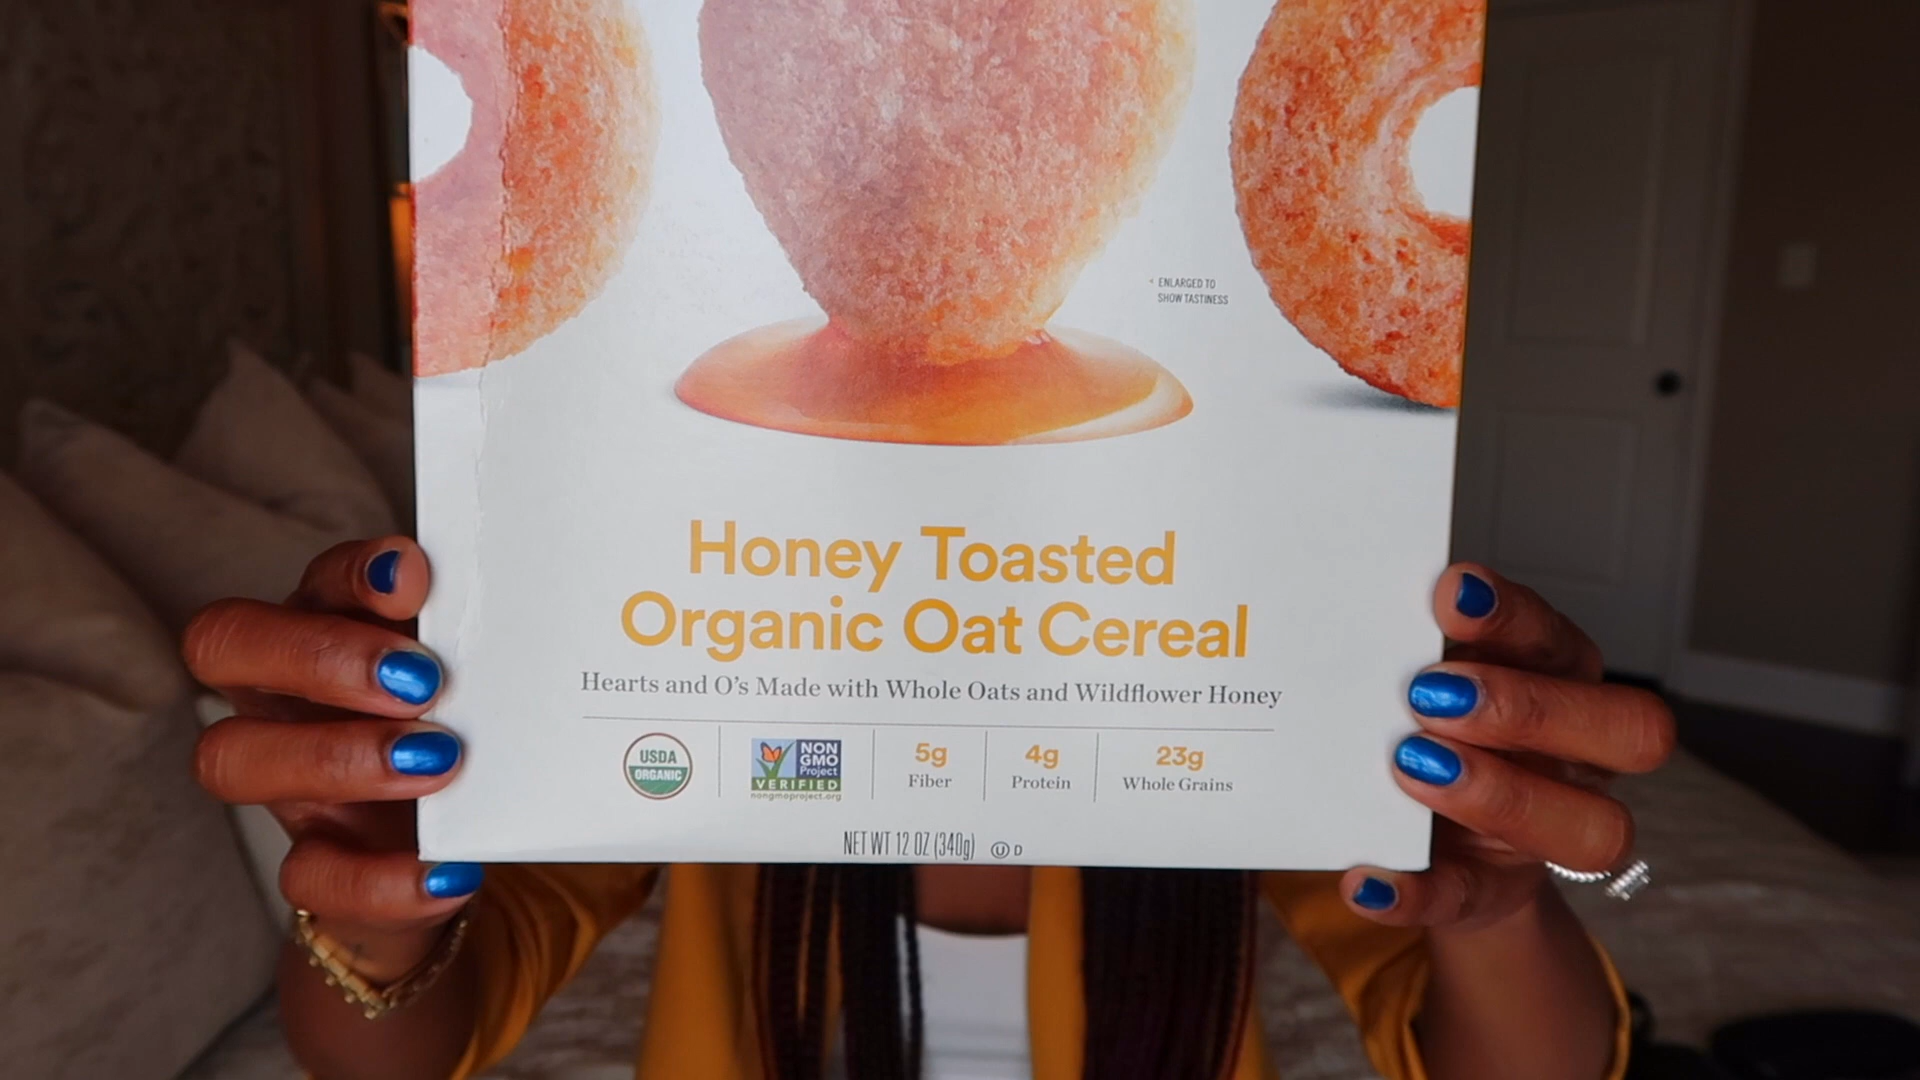 * ENLARGED TO
SHOW TASTINESS
Honey Toasted
Organic Oat Cereal
Hearts and O's Made with Whole Oats and Wildflower Honey
USDA
ORGANIC
NON
GMO
Project
VERIFIED
nongmoproject.org
5g
Fiber
4g
Protein
23g
Whole Grains
NET WT 12 OZ (340g) U D